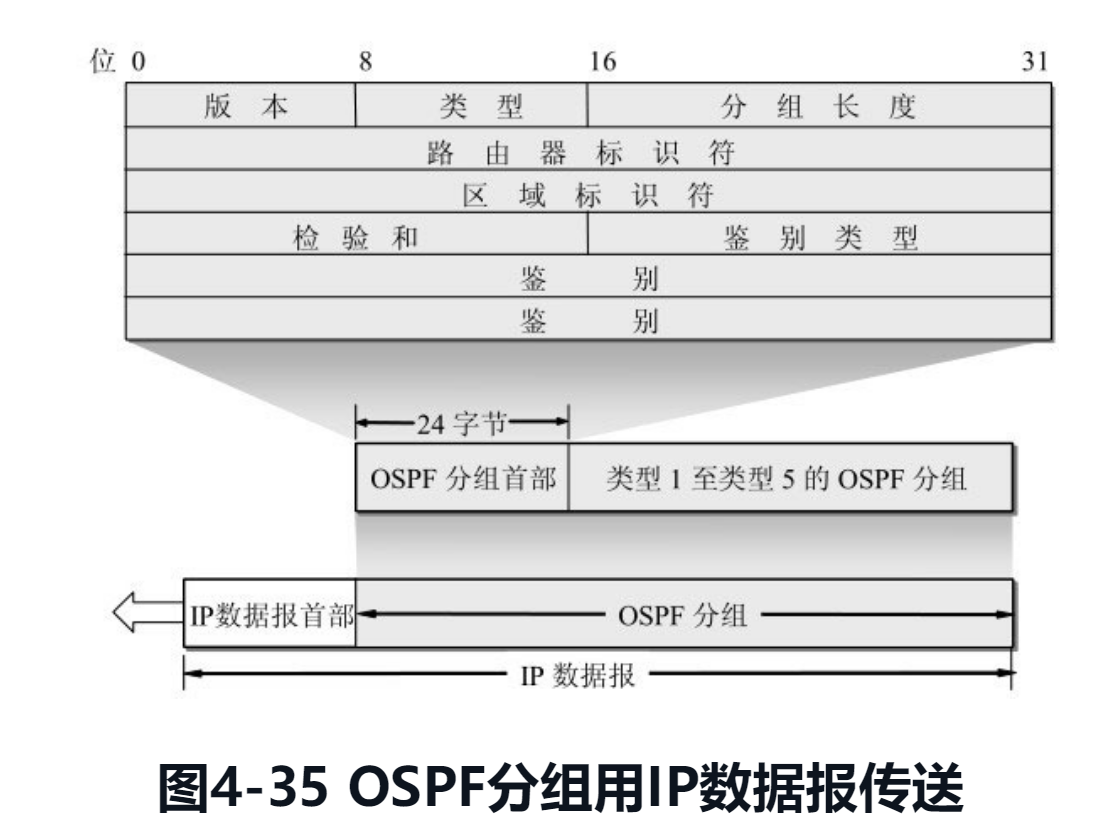 位 0 8 16 31
版本 类型 分组长度
路由器标识符
区域标识符
检验和 鉴别类型
鉴别
鉴别
24 字节
OSPF 分组首部 类型 1 至类型 5 的 OSPF 分组
IP数据报首部 OSPF 分组
IP 数据报
图4-35 OSPF分组用IP数据报传送